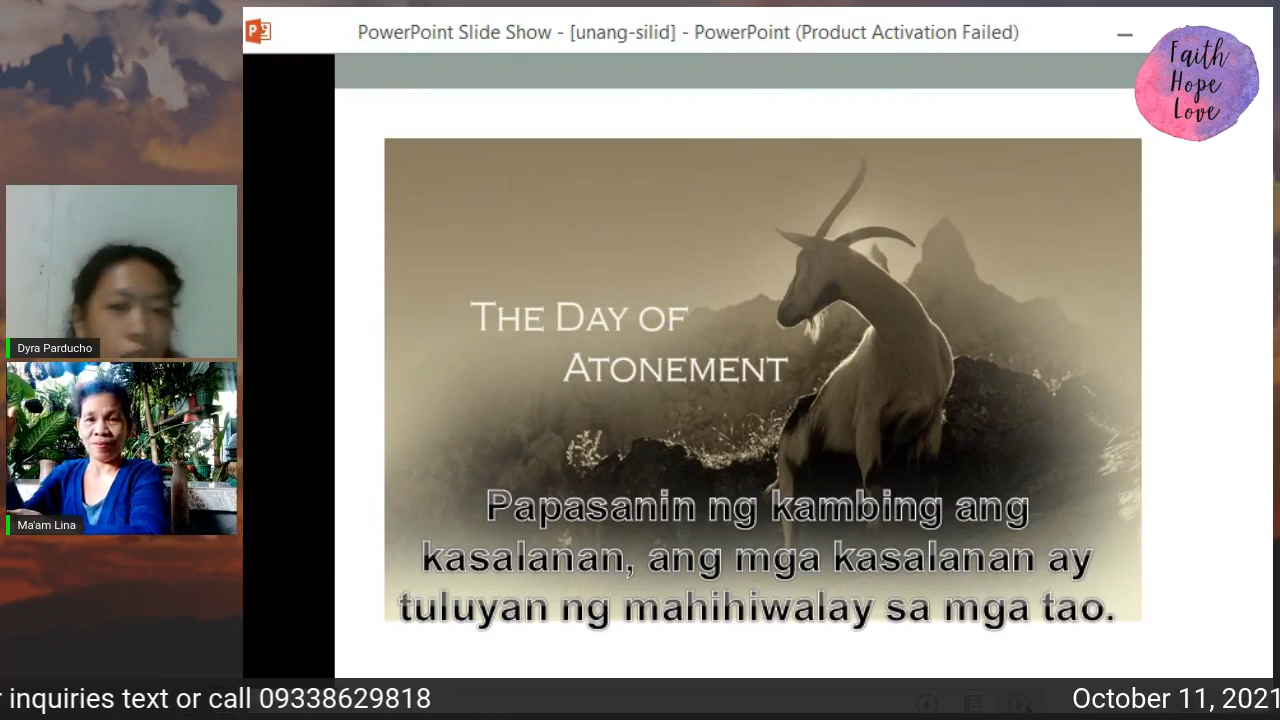 PowerPoint Slide Show - [unang-silid] - PowerPoint (Product Activation Failed)
Faith
Hope
Love
THE DAY OF
ATONEMENT
Papasanin ng kambing ang
kasalanan, ang mga kasalanan ay
tuluyan ng mahihiwalay sa mga tao.
Dyra Parducho
Ma'am Lina
inquiries text or call 09338629818
October 11, 2021